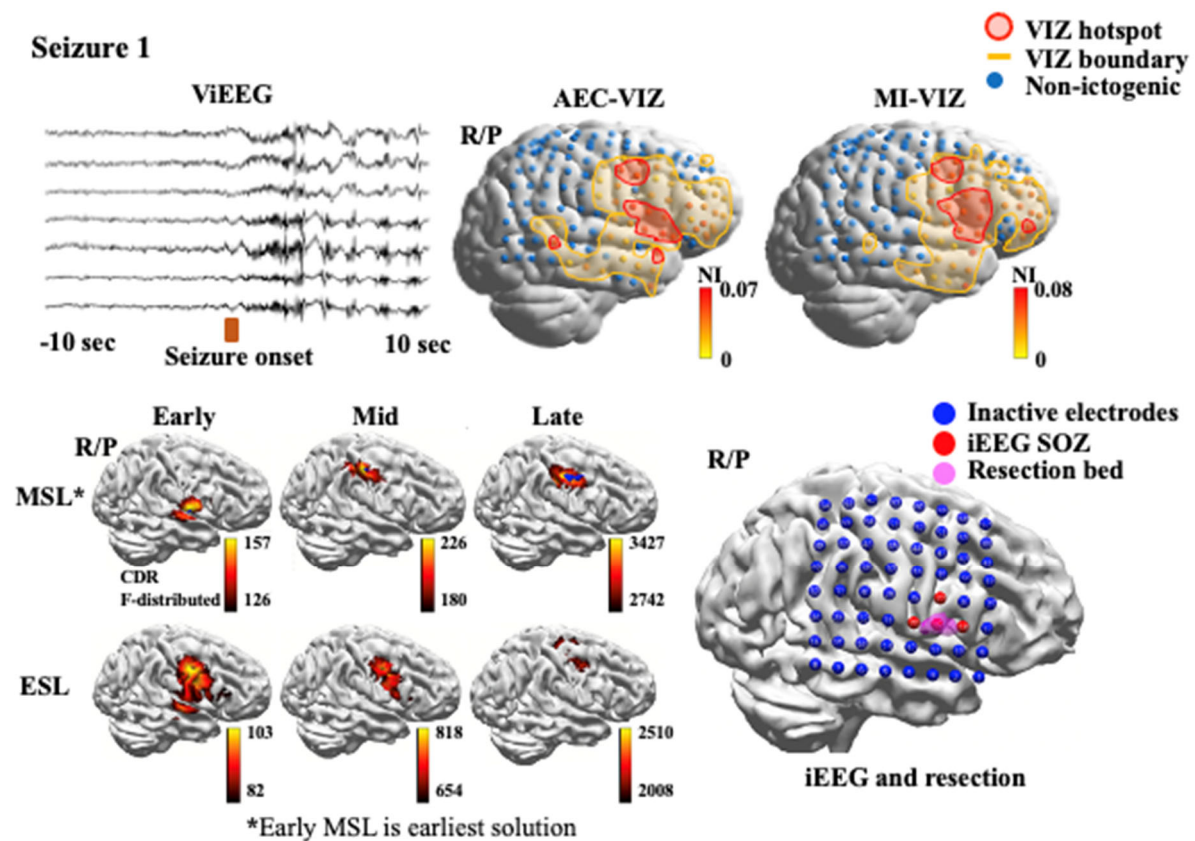 Seizure 1
VIZ hotspot
VIZ boundary
Non-ictogenic
ViEEG
-10 sec
Seizure onset
10 sec
AEC-VIZ
MI-VIZ
R/P
NI
0.07
0
NI
0.08
0
Early
Mid
Late
R/P
MSL*
CDR
F-distributed
157
126
226
180
3427
2742
ESL
103
82
818
654
2510
2008
*Early MSL is earliest solution
Inactive electrodes
iEEG SOZ
Resection bed
R/P
iEEG and resection